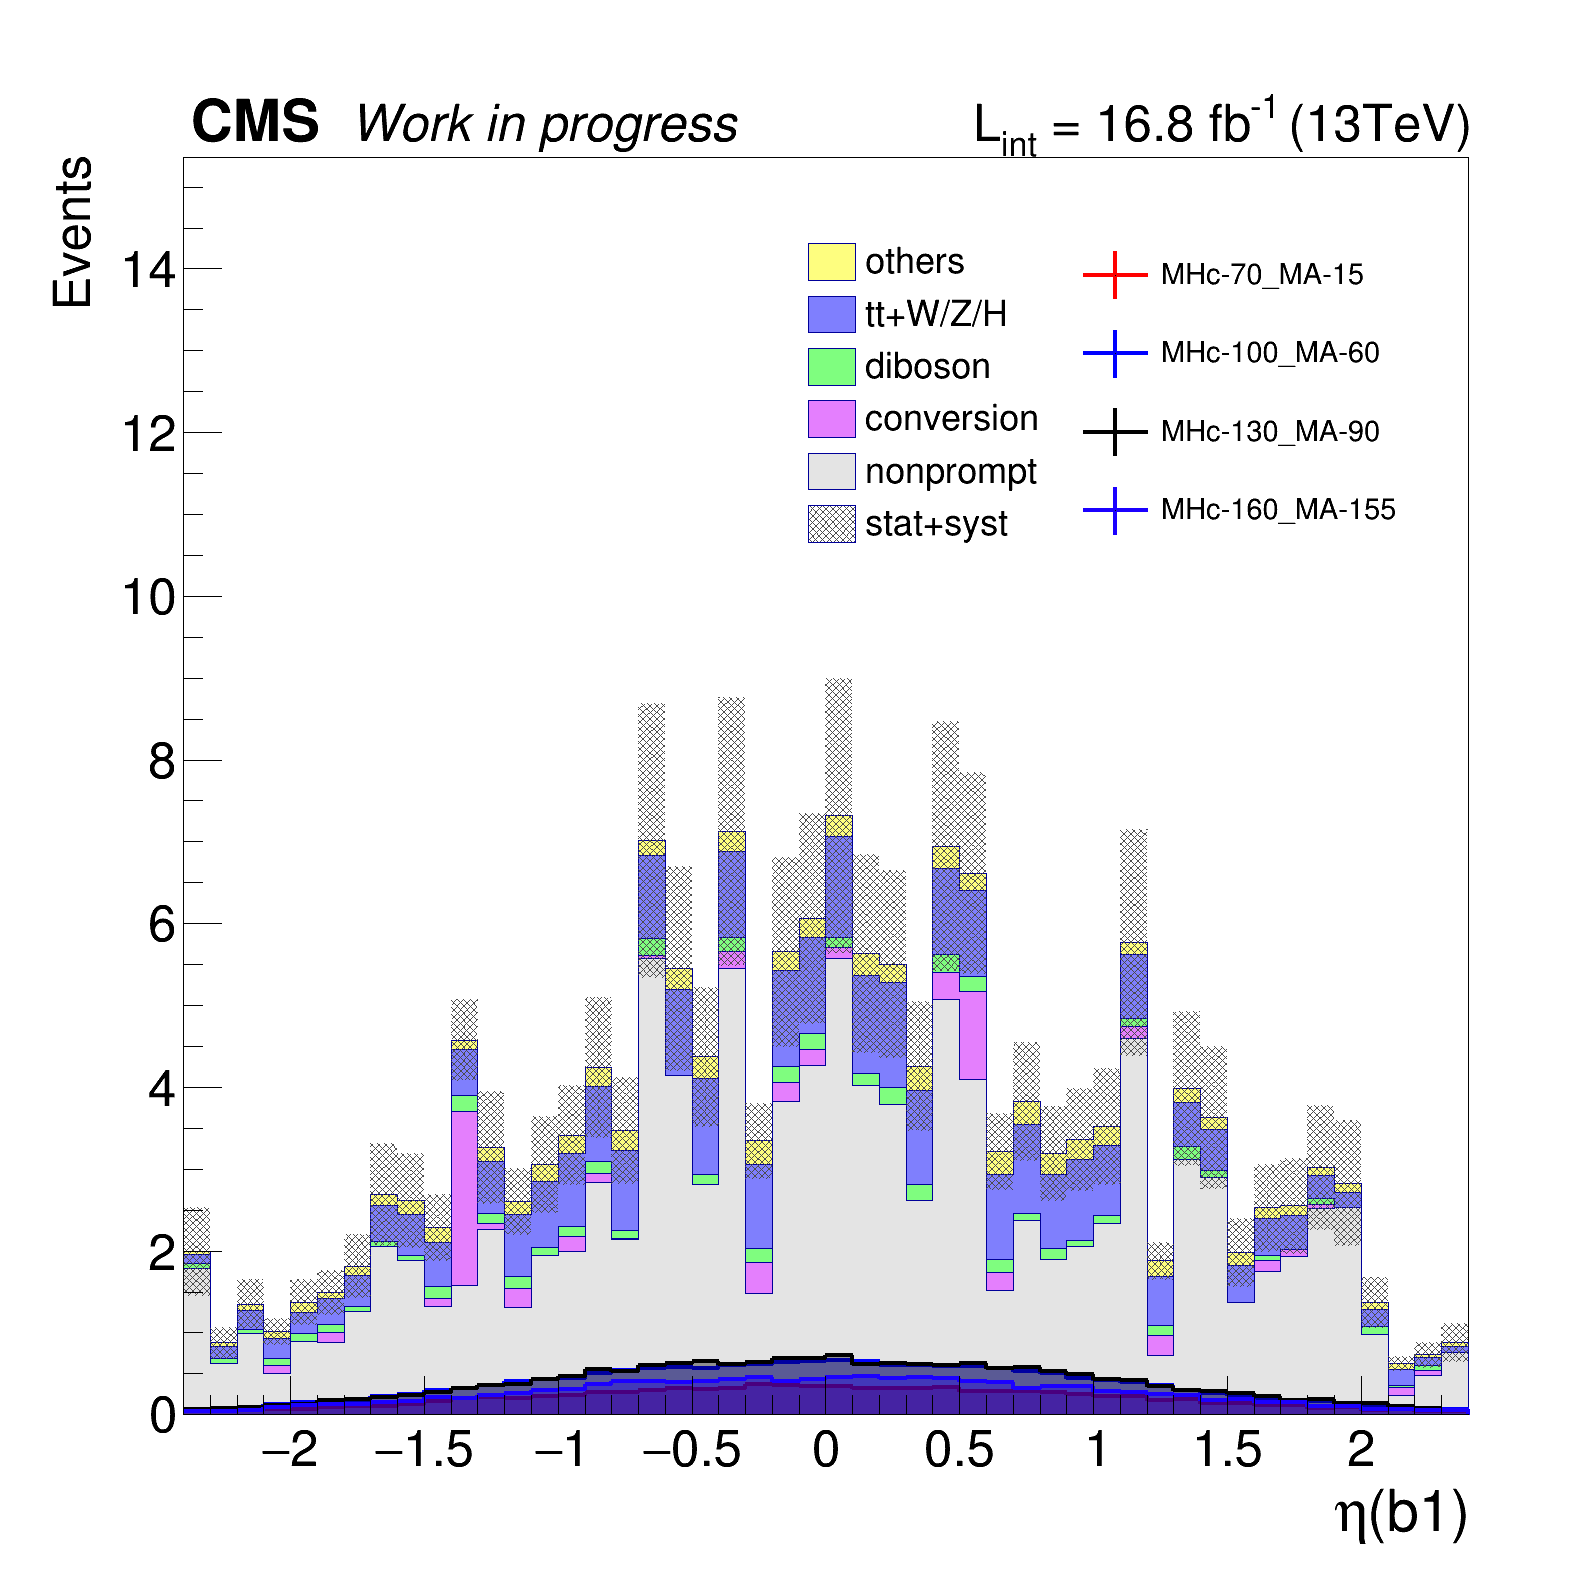 CMS Work in progress
L_int = 16.8 fb^-1 (13TeV)
Events
14
12
10
8
6
4
2
0
others
tt+W/Z/H
diboson
conversion
nonprompt
stat+syst
MHc-70_MA-15
MHc-100_MA-60
MHc-130_MA-90
MHc-160_MA-155
−2 −1.5 −1 −0.5 0 0.5 1 1.5 2
η(b1)